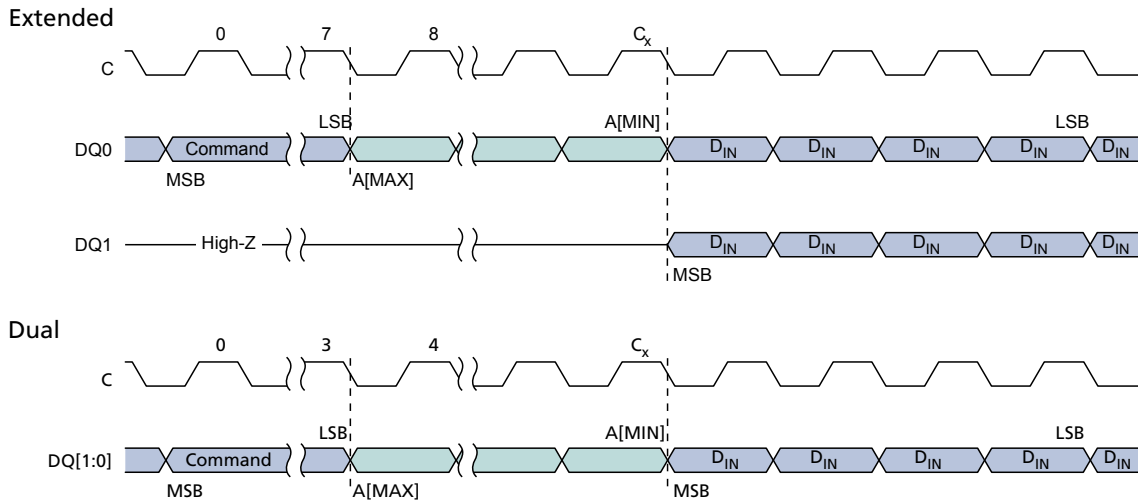 Extended
0 7 8 Cx
C
LSB A[MIN] LSB
DQ0 Command DIN DIN DIN DIN DIN
MSB A[MAX]
DQ1 High-Z DIN DIN DIN DIN DIN
MSB
Dual
0 3 4 Cx
C
LSB A[MIN] LSB
DQ[1:0] Command DIN DIN DIN DIN DIN
MSB A[MAX] MSB